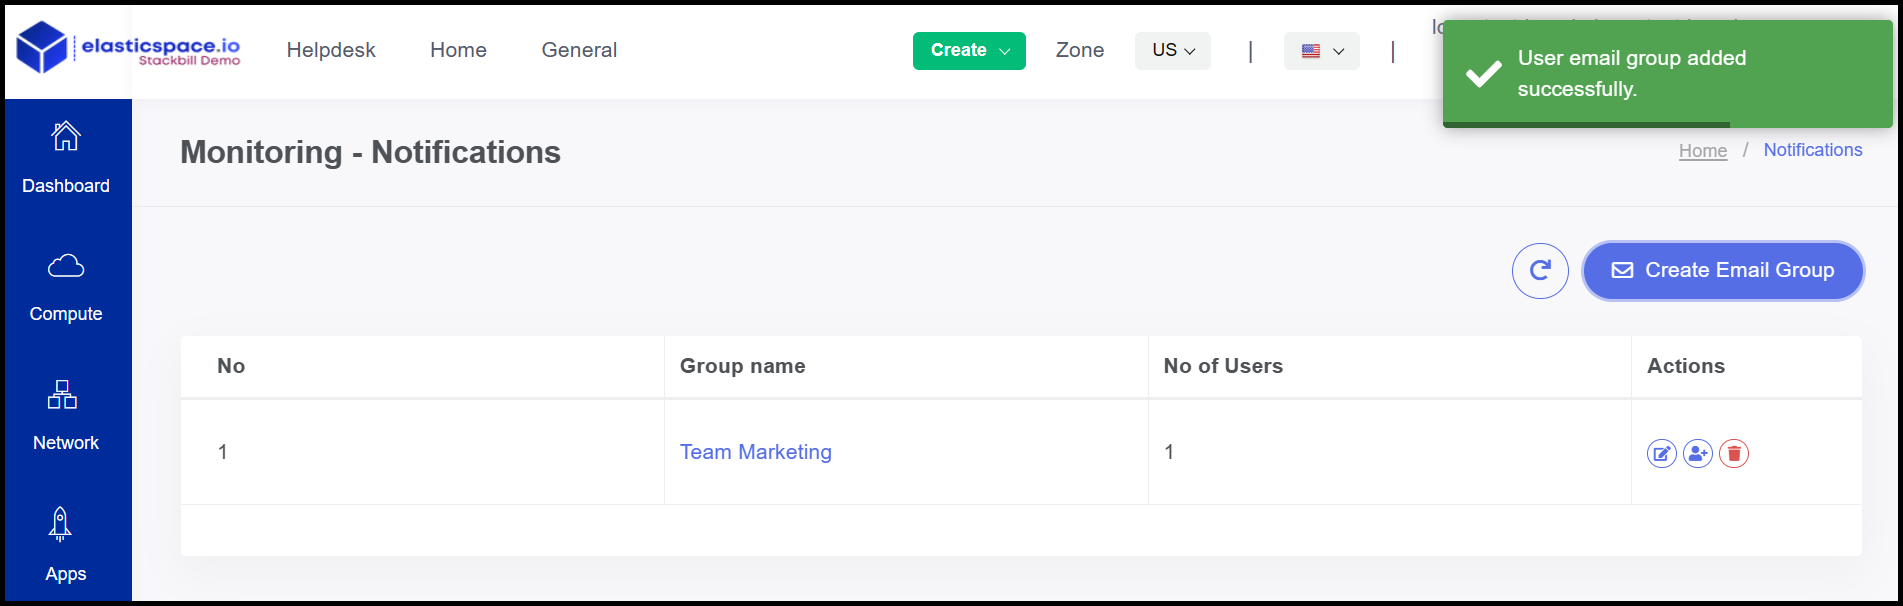 elasticspace.io
Stackbill Demo
Helpdesk
Home
General
Create
Zone
US
|
|
User email group added
successfully.
Monitoring - Notifications
Home / Notifications
Dashboard
Compute
Network
Apps
Create Email Group
No
Group name
No of Users
Actions
1
Team Marketing
1